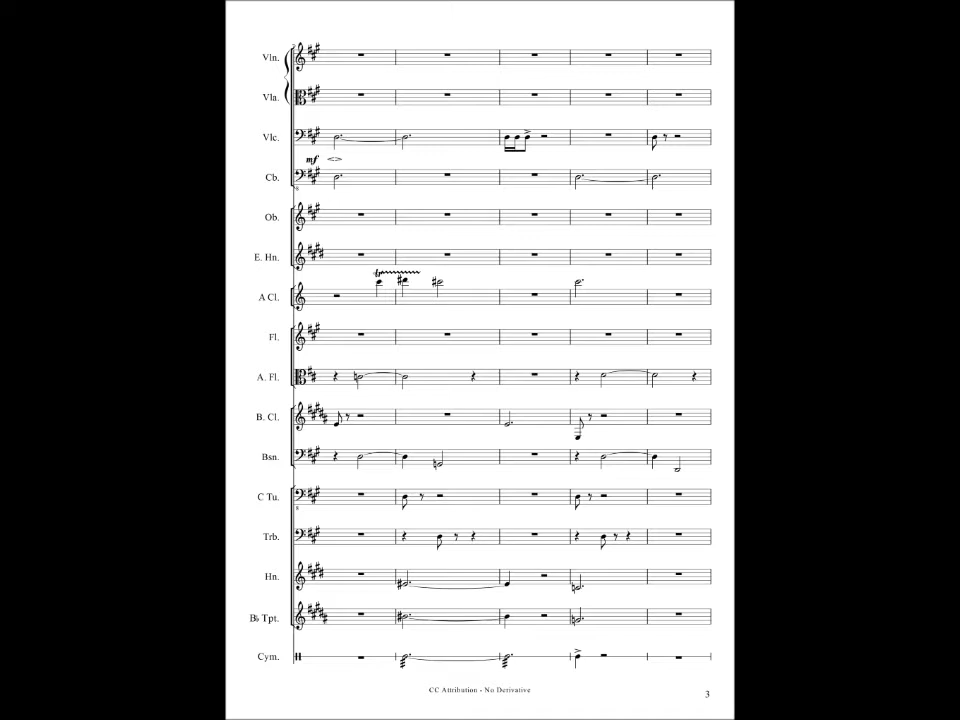 Vln.
Vla.
Vlc.
mf
Cb.
Ob.
E. Hn.
tr
A Cl.
Fl.
A. Fl.
B. Cl.
Bsn.
C Tu.
Trb.
Hn.
B♭ Tpt.
Cym.
CC Attribution - No Derivative
3